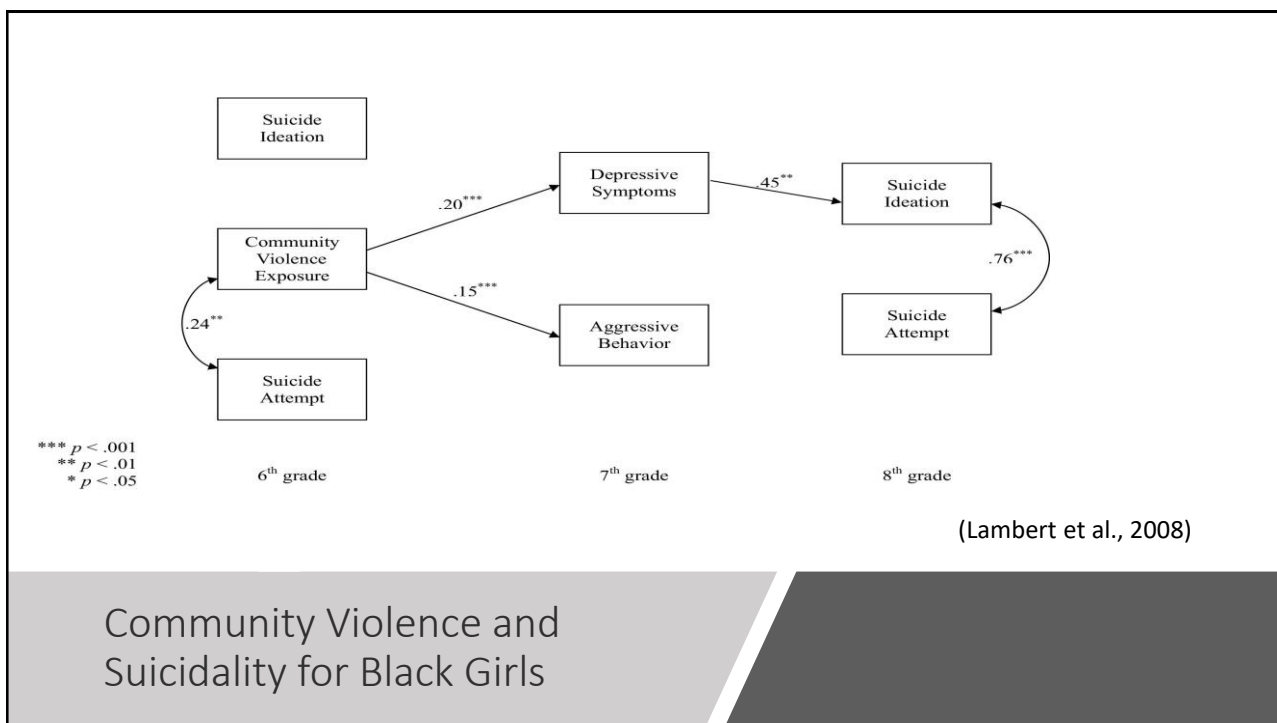 Suicide
Ideation
Community
Violence
Exposure
Suicide
Attempt
.24**
.20***
.15***
Depressive
Symptoms
Aggressive
Behavior
.45**
Suicide
Ideation
.76***
Suicide
Attempt
*** p < .001
** p < .01
* p < .05
6th grade
7th grade
8th grade
(Lambert et al., 2008)
Community Violence and
Suicidality for Black Girls